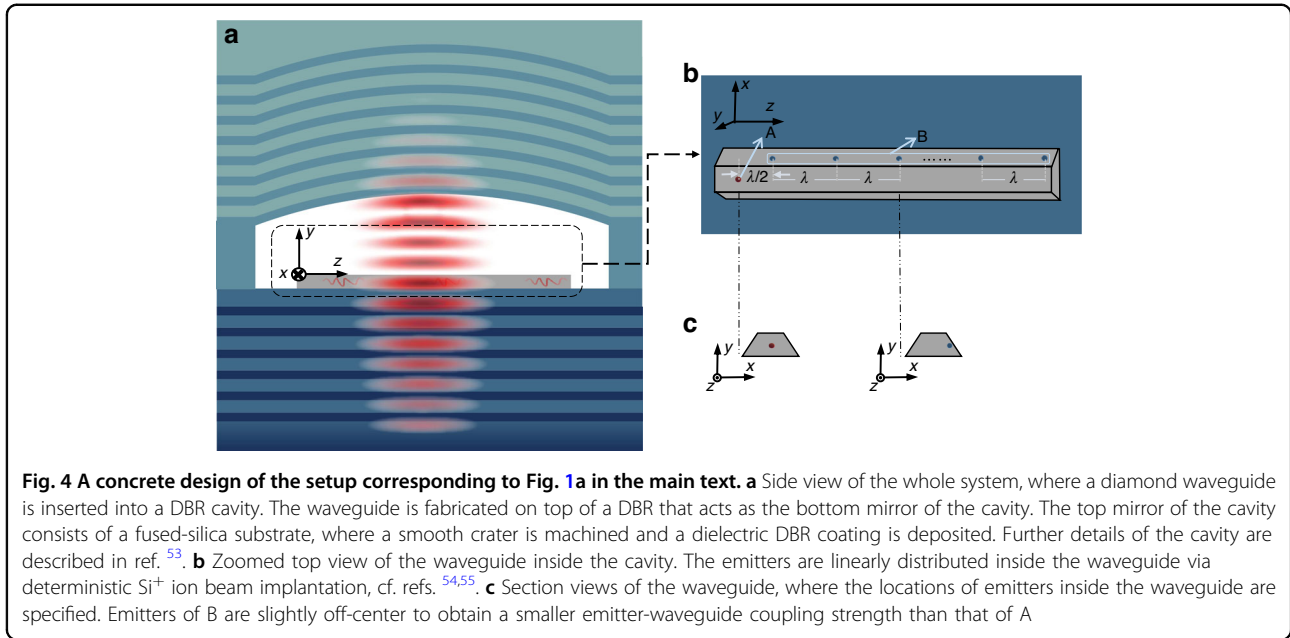 a
y
x
z
b
x
z
y
A
B
......
λ/2
λ
λ
λ
c
y
z
x
y
z
x
Fig. 4 A concrete design of the setup corresponding to Fig. 1a in the main text. a Side view of the whole system, where a diamond waveguide
is inserted into a DBR cavity. The waveguide is fabricated on top of a DBR that acts as the bottom mirror of the cavity. The top mirror of the cavity
consists of a fused-silica substrate, where a smooth crater is machined and a dielectric DBR coating is deposited. Further details of the cavity are
described in ref. 53. b Zoomed top view of the waveguide inside the cavity. The emitters are linearly distributed inside the waveguide via
deterministic Si⁺ ion beam implantation, cf. refs. 54,55. c Section views of the waveguide, where the locations of emitters inside the waveguide are
specified. Emitters of B are slightly off-center to obtain a smaller emitter-waveguide coupling strength than that of A